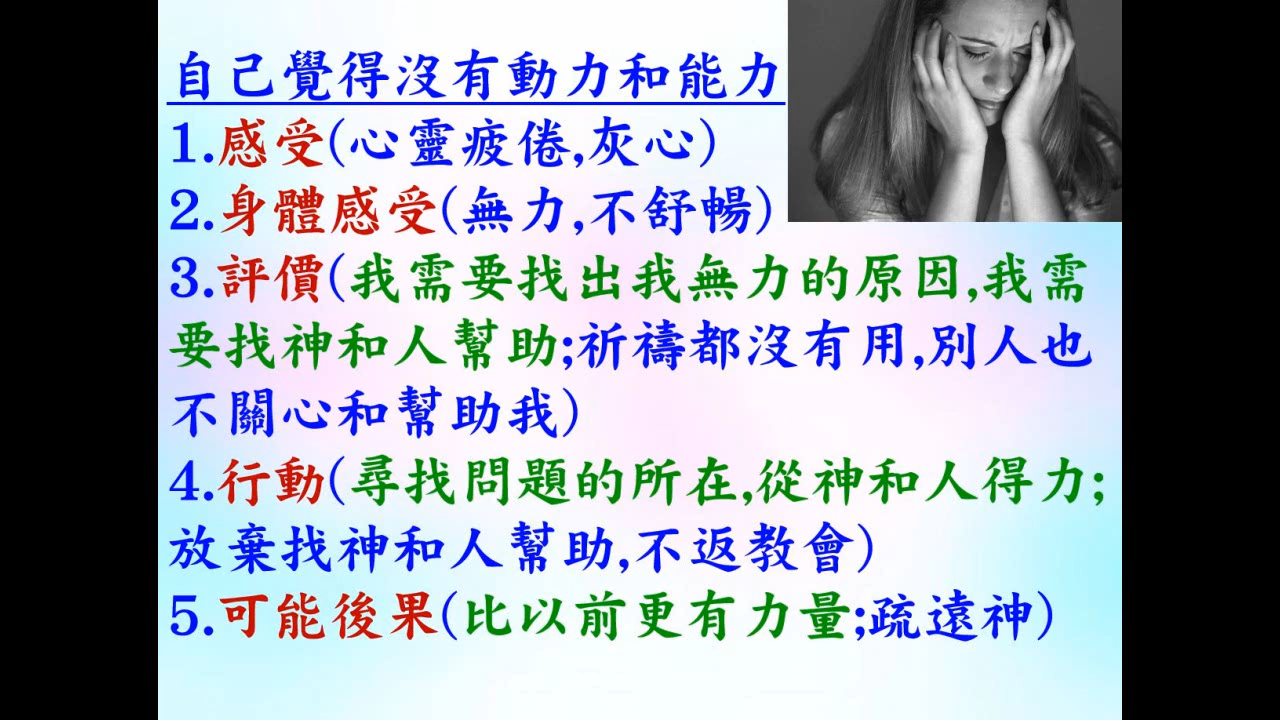 自己覺得沒有動力和能力
1.感受(心靈疲倦,灰心)
2.身體感受(無力,不舒暢)
3.評價(我需要找出我無力的原因,我需
要找神和人幫助;祈禱都沒有用,別人也
不關心和幫助我)
4.行動(尋找問題的所在,從神和人得力;
放棄找神和人幫助,不返教會)
5.可能後果(比以前更有力量;疏遠神)